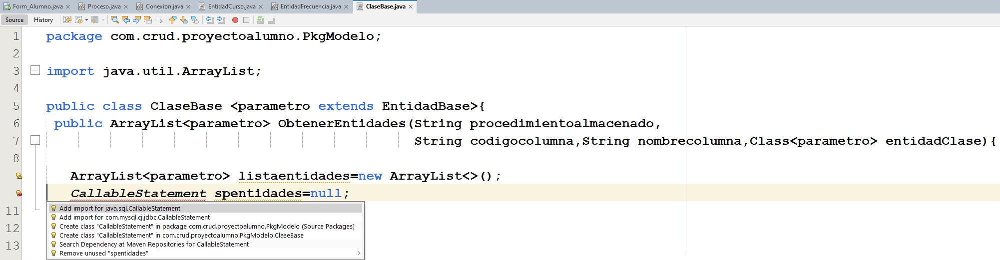 Form_Alumno.java Proceso.java Conexion.java EntidadCurso.java EntidadFrecuencia.java ClaseBase.java
Source History
1 package com.crud.proyectoalumno.PkgModelo;
2
3 import java.util.ArrayList;
4
5 public class ClaseBase <parametro extends EntidadBase>{
6 public ArrayList<parametro> ObtenerEntidades(String procedimientoalmacenado,
7 String codigocolumna,String nombrecolumna,Class<parametro> entidadClase){
8
ArrayList<parametro> listaentidades=new ArrayList<>();
CallableStatement spentidades=null;
11
Add import for java.sql.CallableStatement
Add import for com.mysql.cj.jdbc.CallableStatement
12
Create class "CallableStatement" in package com.crud.proyectoalumno.PkgModelo (Source Packages)
Create class "CallableStatement" in com.crud.proyectoalumno.PkgModelo.ClaseBase
13
Search Dependency at Maven Repositories for CallableStatement
Remove unused "spentidades"